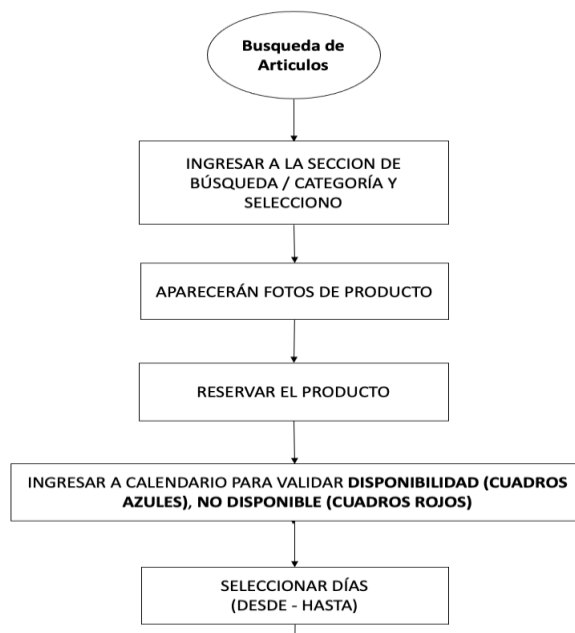 Busqueda de
Articulos
INGRESAR A LA SECCION DE
BÚSQUEDA / CATEGORÍA Y
SELECCIONO
APARECERÁN FOTOS DE PRODUCTO
RESERVAR EL PRODUCTO
INGRESAR A CALENDARIO PARA VALIDAR DISPONIBILIDAD (CUADROS
AZULES), NO DISPONIBLE (CUADROS ROJOS)
SELECCIONAR DÍAS
(DESDE - HASTA)